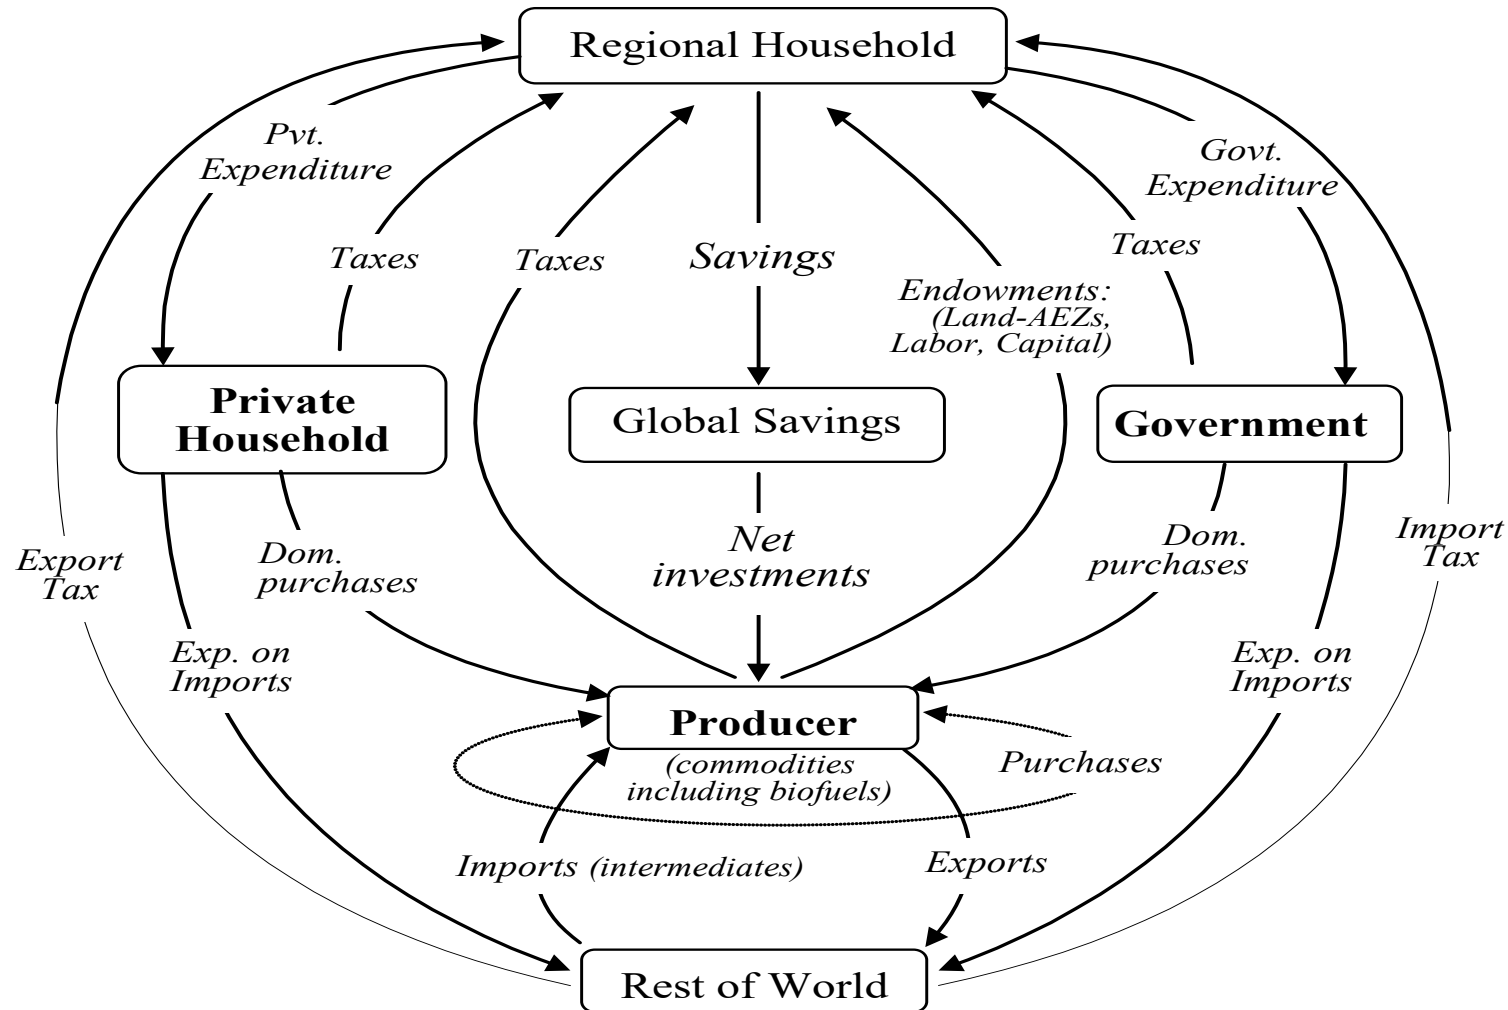 Regional Household
Pvt.
Expenditure
Govt.
Expenditure
Taxes
Taxes
Savings
Taxes
Endowments:
(Land-AEZs,
Labor, Capital)
Private
Household
Global Savings
Government
Export
Tax
Dom.
purchases
Net
investments
Dom.
purchases
Import
Tax
Exp. on
Imports
Exp. on
Imports
Producer
(commodities
including biofuels)
Purchases
Imports (intermediates)
Exports
Rest of World